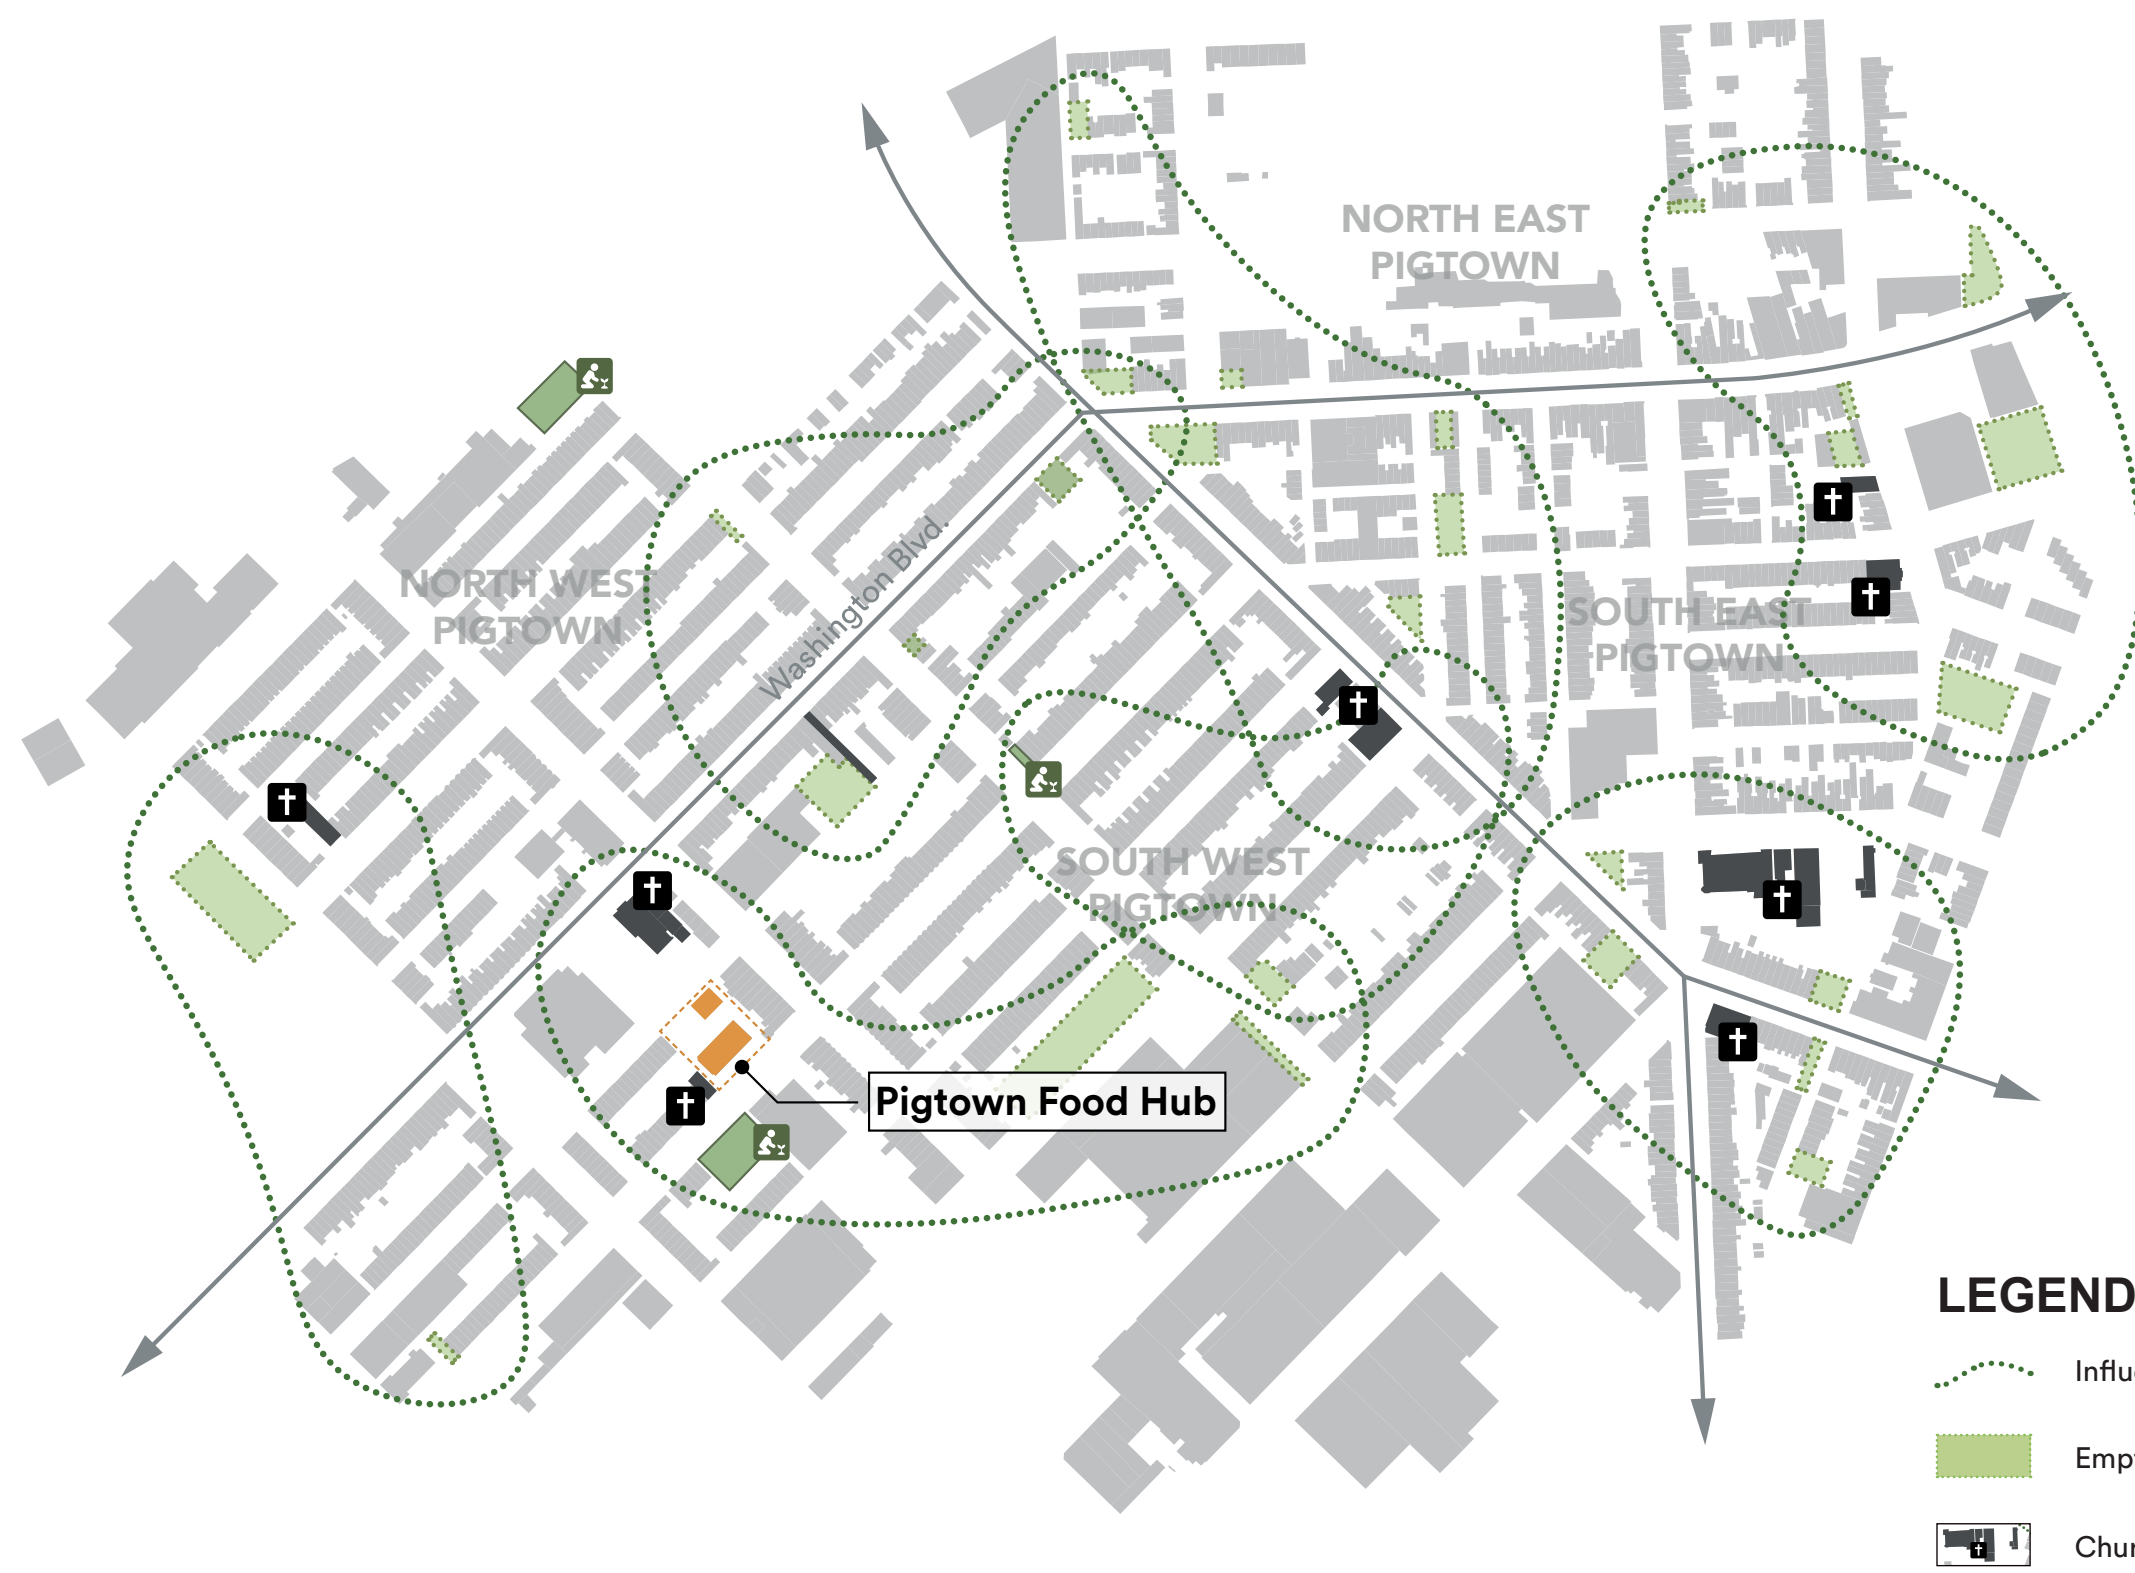 NORTH EAST
PIGTOWN
NORTH WEST
PIGTOWN
Washington Blvd.
SOUTH EAST
PIGTOWN
SOUTH WEST
PIGTOWN
Pigtown Food Hub
LEGEND